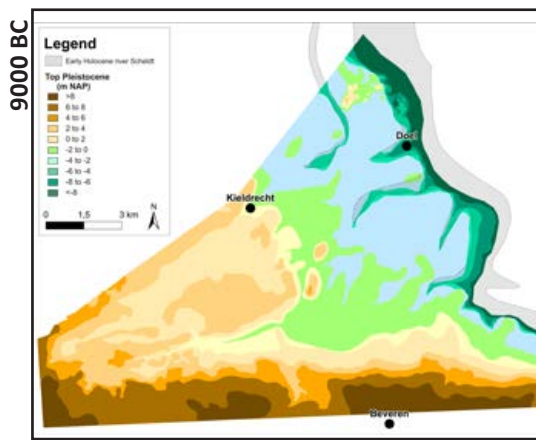 9000 BC
Legend
Early Holocene river Scheldt
Top Pleistocene
(m NAP)
>8
6 to 8
4 to 6
2 to 4
0 to 2
-2 to 0
-4 to -2
-6 to -4
-8 to -6
<-8
0 1,5 3 km
N
Doel
Kieldrecht
Beveren